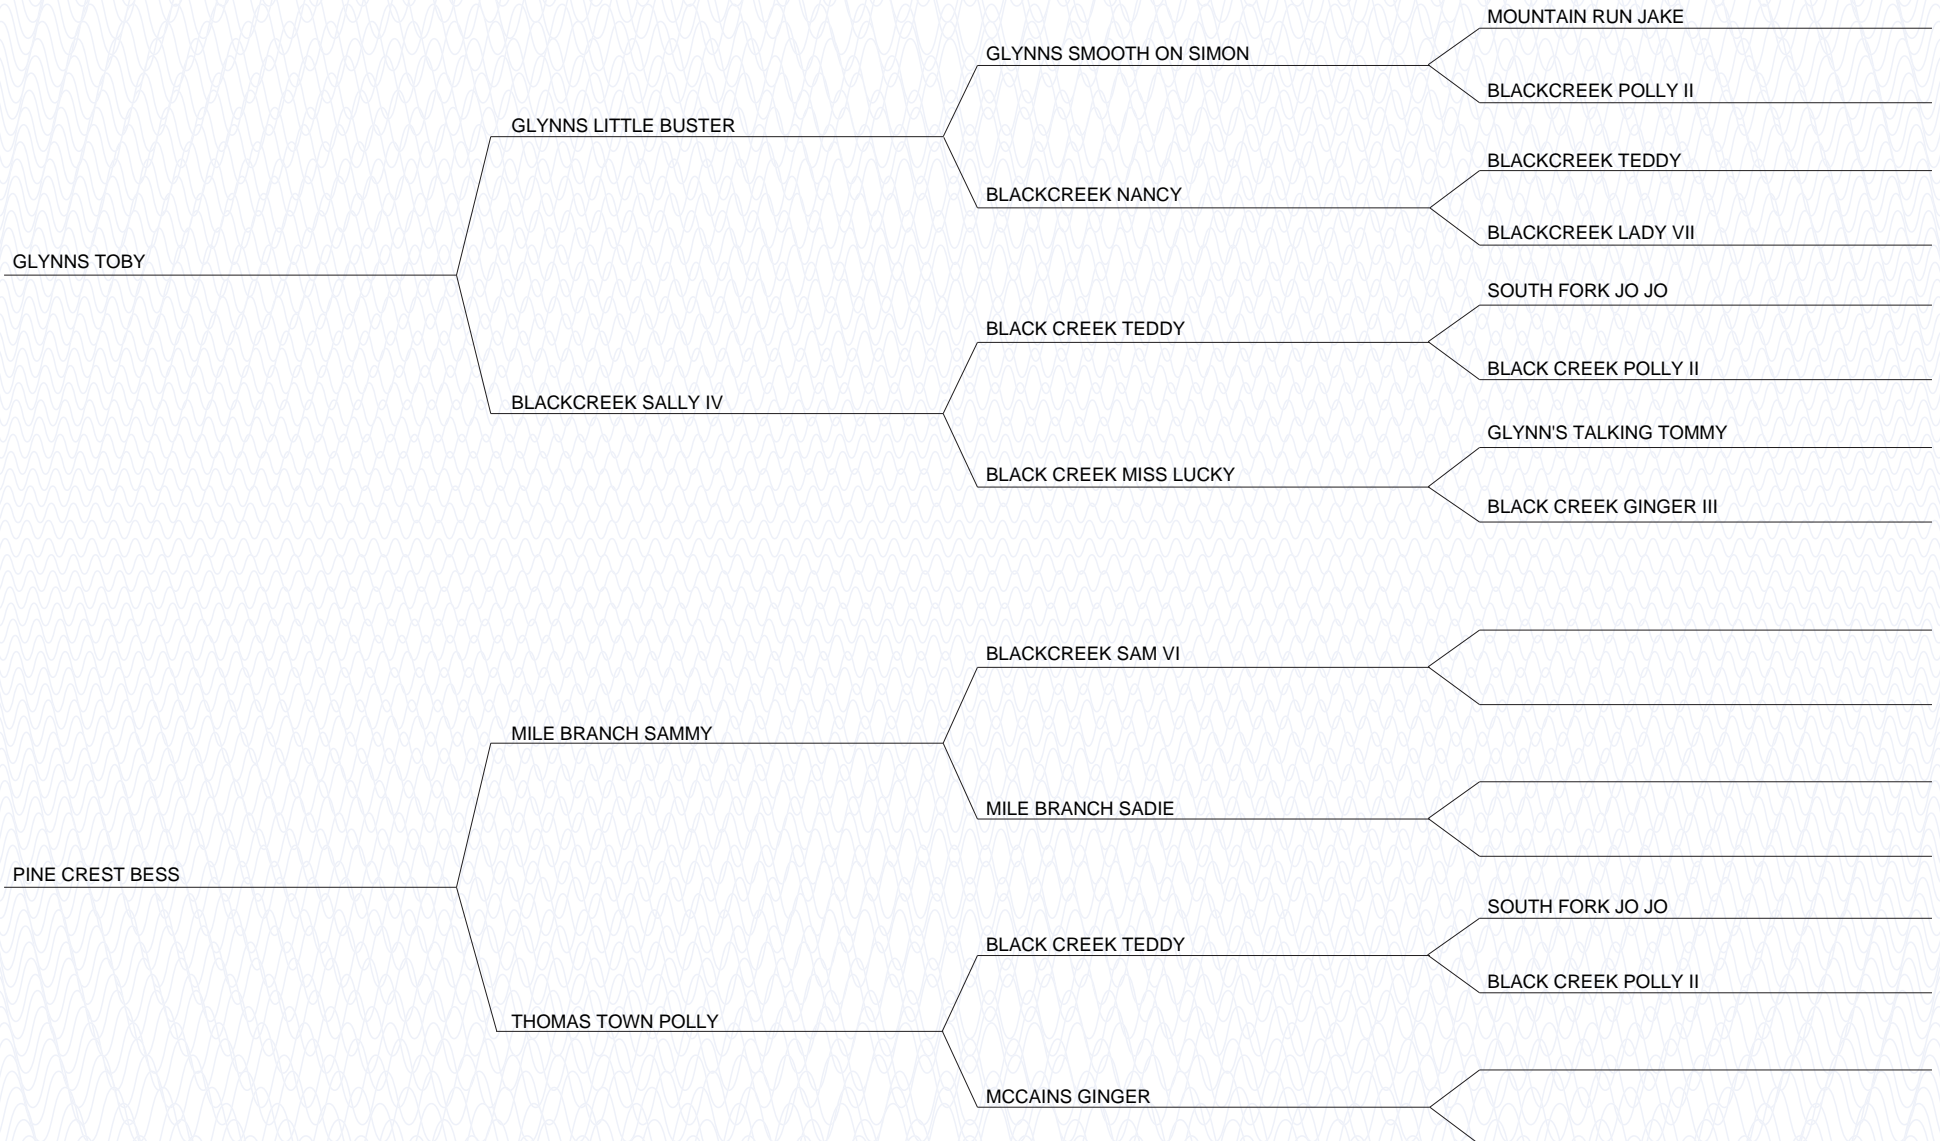 MOUNTAIN RUN JAKE
GLYNNS SMOOTH ON SIMON
BLACKCREEK POLLY II
GLYNNS LITTLE BUSTER
BLACKCREEK TEDDY
BLACKCREEK NANCY
BLACKCREEK LADY VII
GLYNNS TOBY
SOUTH FORK JO JO
BLACK CREEK TEDDY
BLACK CREEK POLLY II
BLACKCREEK SALLY IV
GLYNN'S TALKING TOMMY
BLACK CREEK MISS LUCKY
BLACK CREEK GINGER III
BLACKCREEK SAM VI
MILE BRANCH SAMMY
MILE BRANCH SADIE
PINE CREST BESS
SOUTH FORK JO JO
BLACK CREEK TEDDY
BLACK CREEK POLLY II
THOMAS TOWN POLLY
MCCAINS GINGER